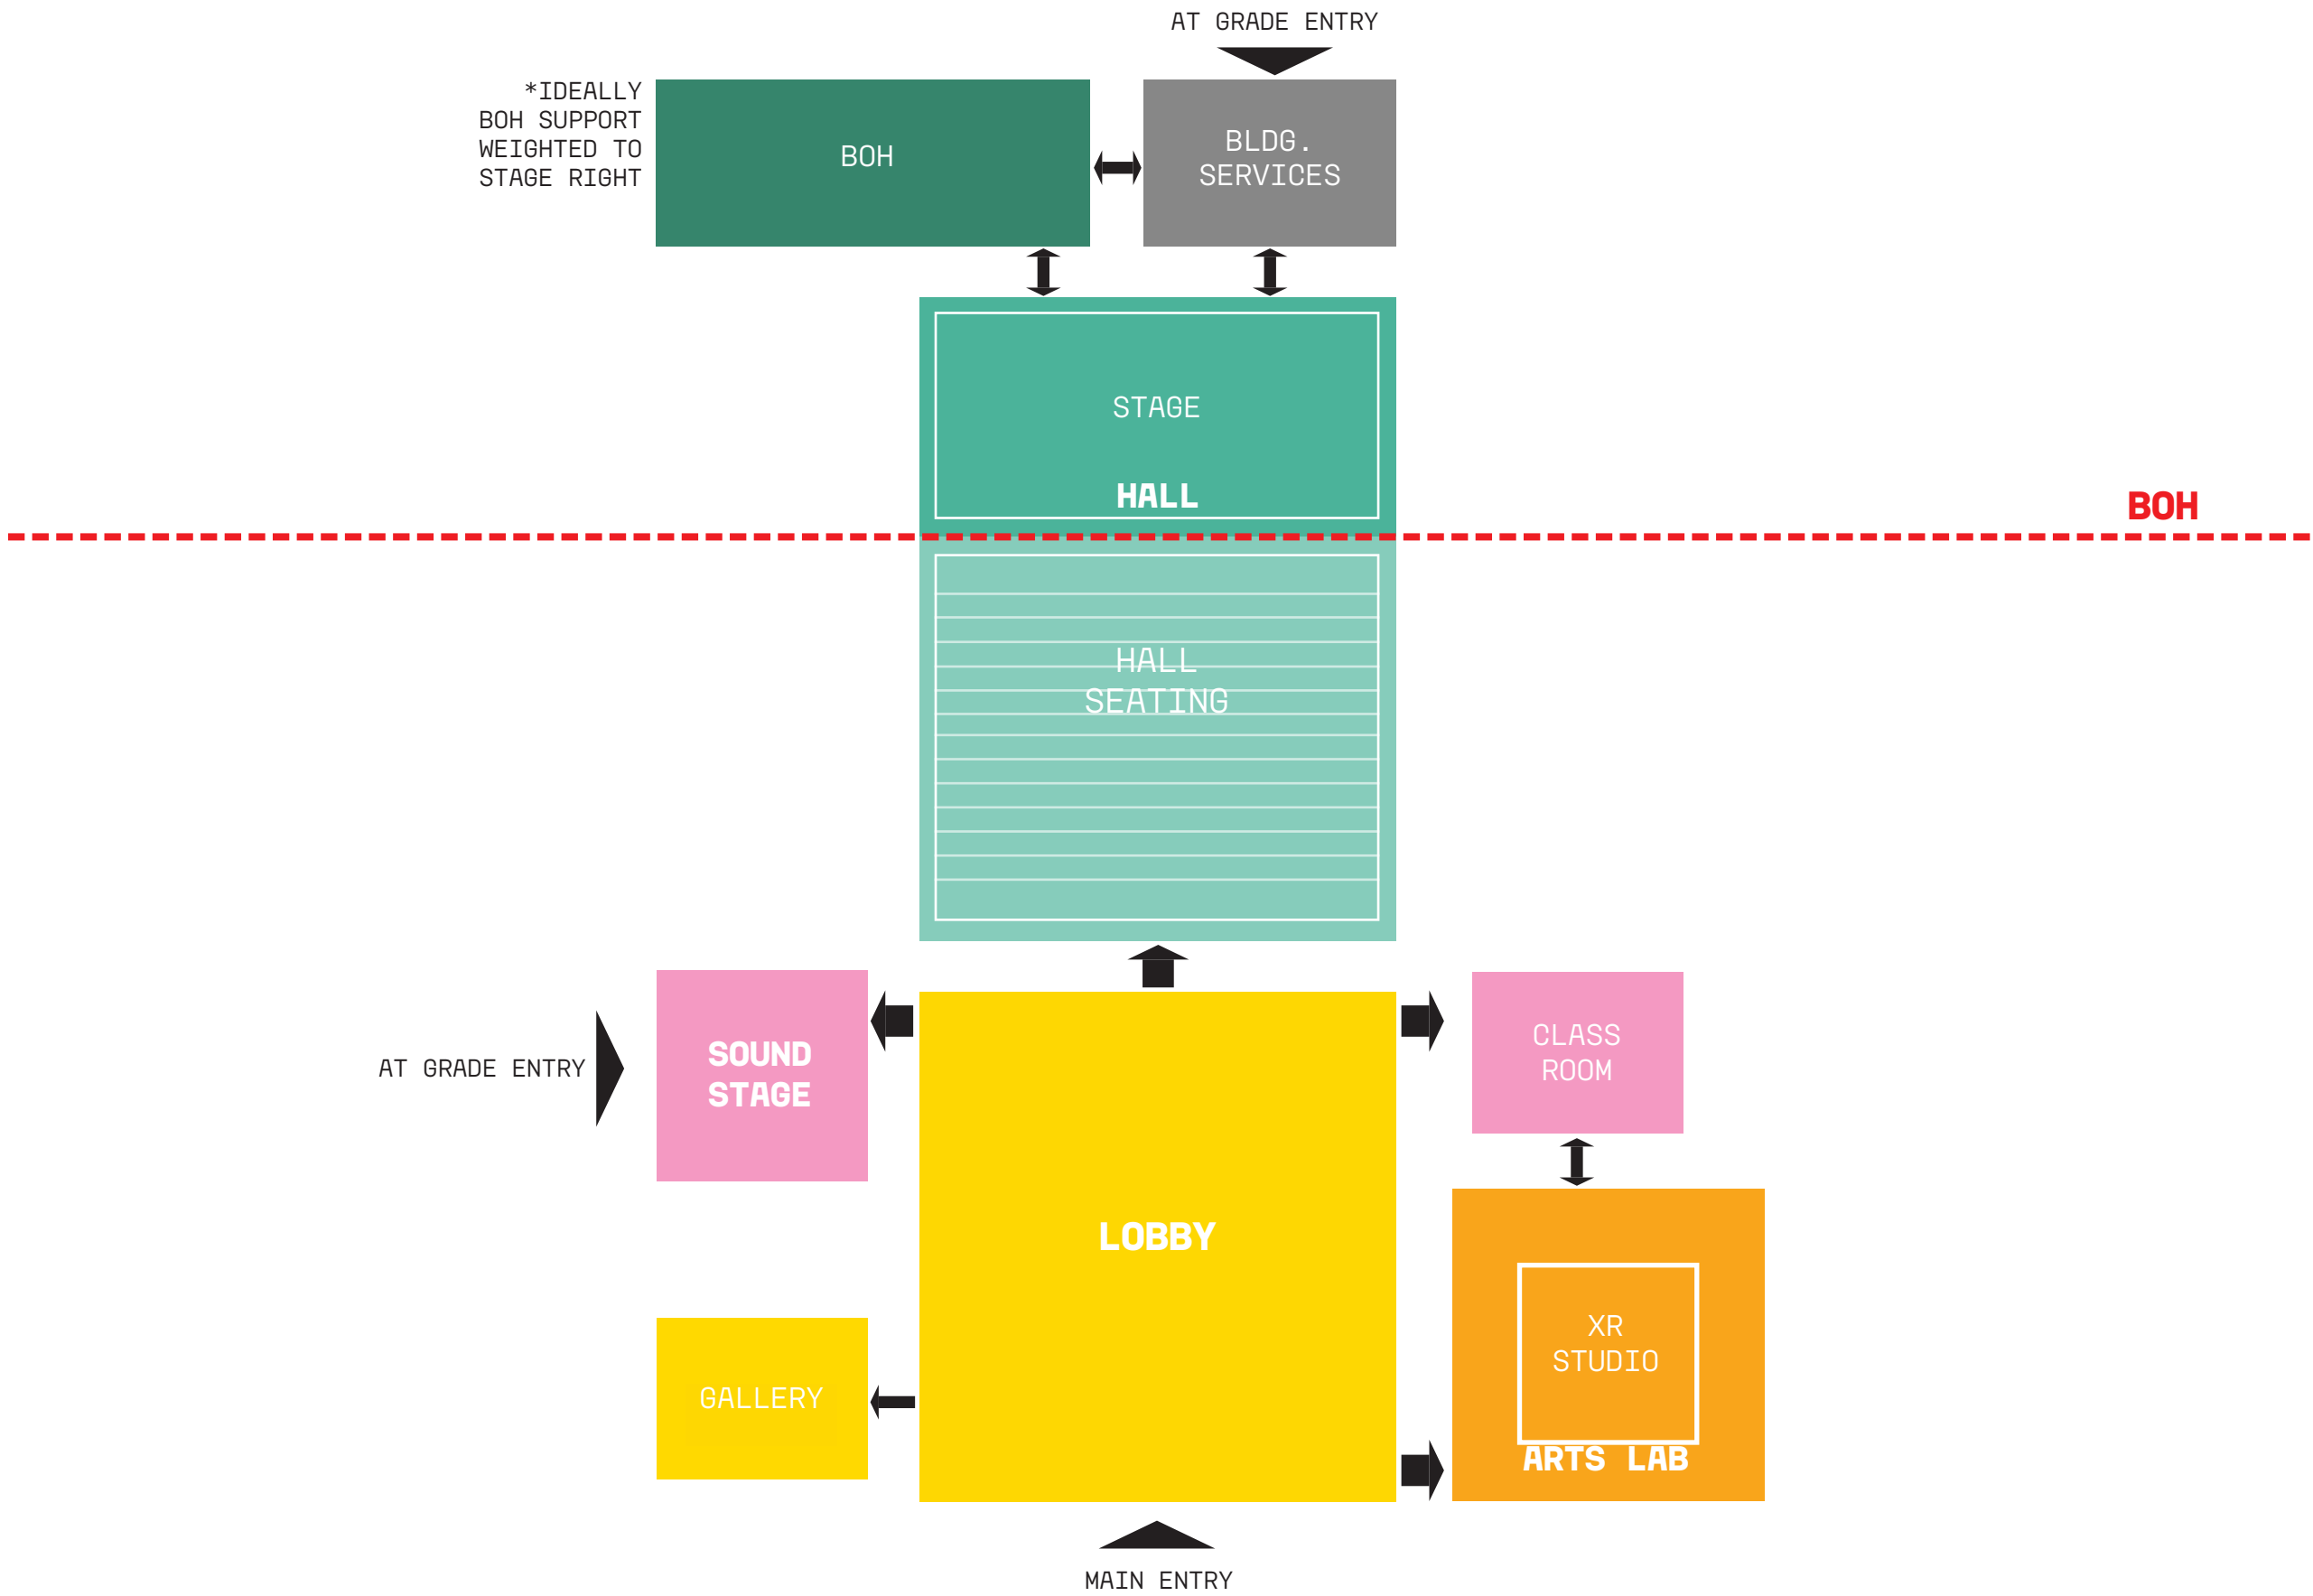 AT GRADE ENTRY
*IDEALLY
BOH SUPPORT
WEIGHTED TO
STAGE RIGHT
BOH
BLDG.
SERVICES
STAGE
HALL
BOH
HALL
SEATING
SOUND
STAGE
AT GRADE ENTRY
CLASS
ROOM
LOBBY
XR
STUDIO
GALLERY
ARTS LAB
MAIN ENTRY